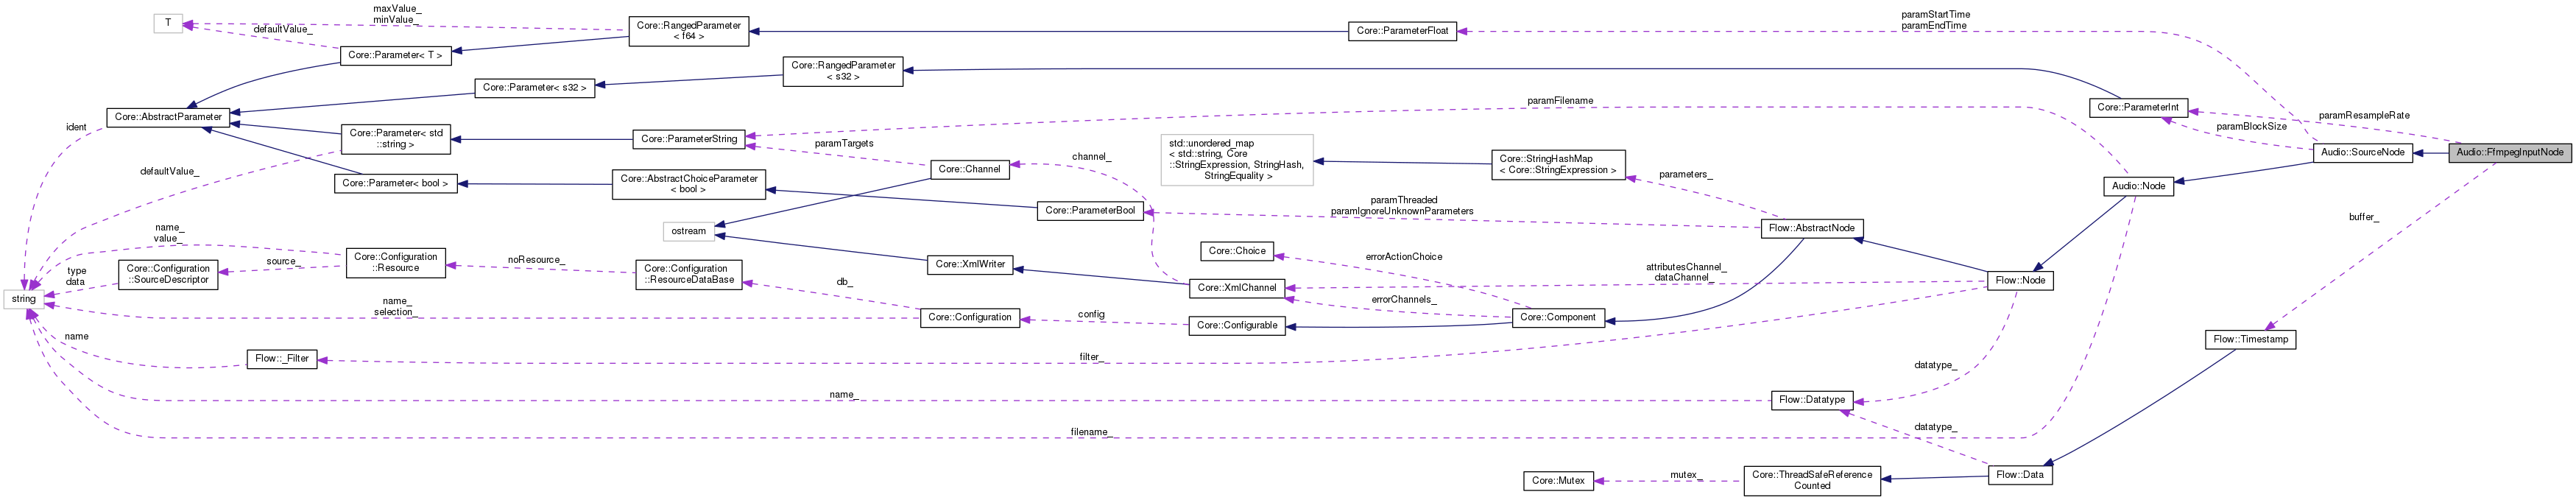 T
maxValue_
minValue_
defaultValue_
Core::RangedParameter
< f64 >
Core::Parameter< T >
Core::ParameterFloat
paramStartTime
paramEndTime
Core::RangedParameter
< s32 >
Core::Parameter< s32 >
Core::AbstractParameter
ident
Core::Parameter< std
::string >
Core::ParameterString
paramFilename
Core::ParameterInt
paramResampleRate
paramBlockSize
Audio::SourceNode
Audio::FfmpegInputNode
paramTargets
defaultValue_
Core::Parameter< bool >
Core::AbstractChoiceParameter
< bool >
Core::Channel
channel_
std::unordered_map
< std::string, Core
::StringExpression, StringHash,
StringEquality >
Core::StringHashMap
< Core::StringExpression >
parameters_
Audio::Node
Core::ParameterBool
paramThreaded
paramIgnoreUnknownParameters
Flow::AbstractNode
buffer_
ostream
name_
value_
Core::Configuration
::Resource
source_
Core::Configuration
::SourceDescriptor
type
data
noResource_
Core::Configuration
::ResourceDataBase
Core::XmlWriter
Core::Choice
errorActionChoice
attributesChannel_
dataChannel_
Flow::Node
Core::XmlChannel
errorChannels_
db_
string
name_
selection_
Core::Configuration
config
Core::Configurable
Core::Component
name
Flow::_Filter
filter_
Flow::Timestamp
datatype_
name_
Flow::Datatype
filename_
datatype_
Core::Mutex
mutex_
Core::ThreadSafeReference
Counted
Flow::Data